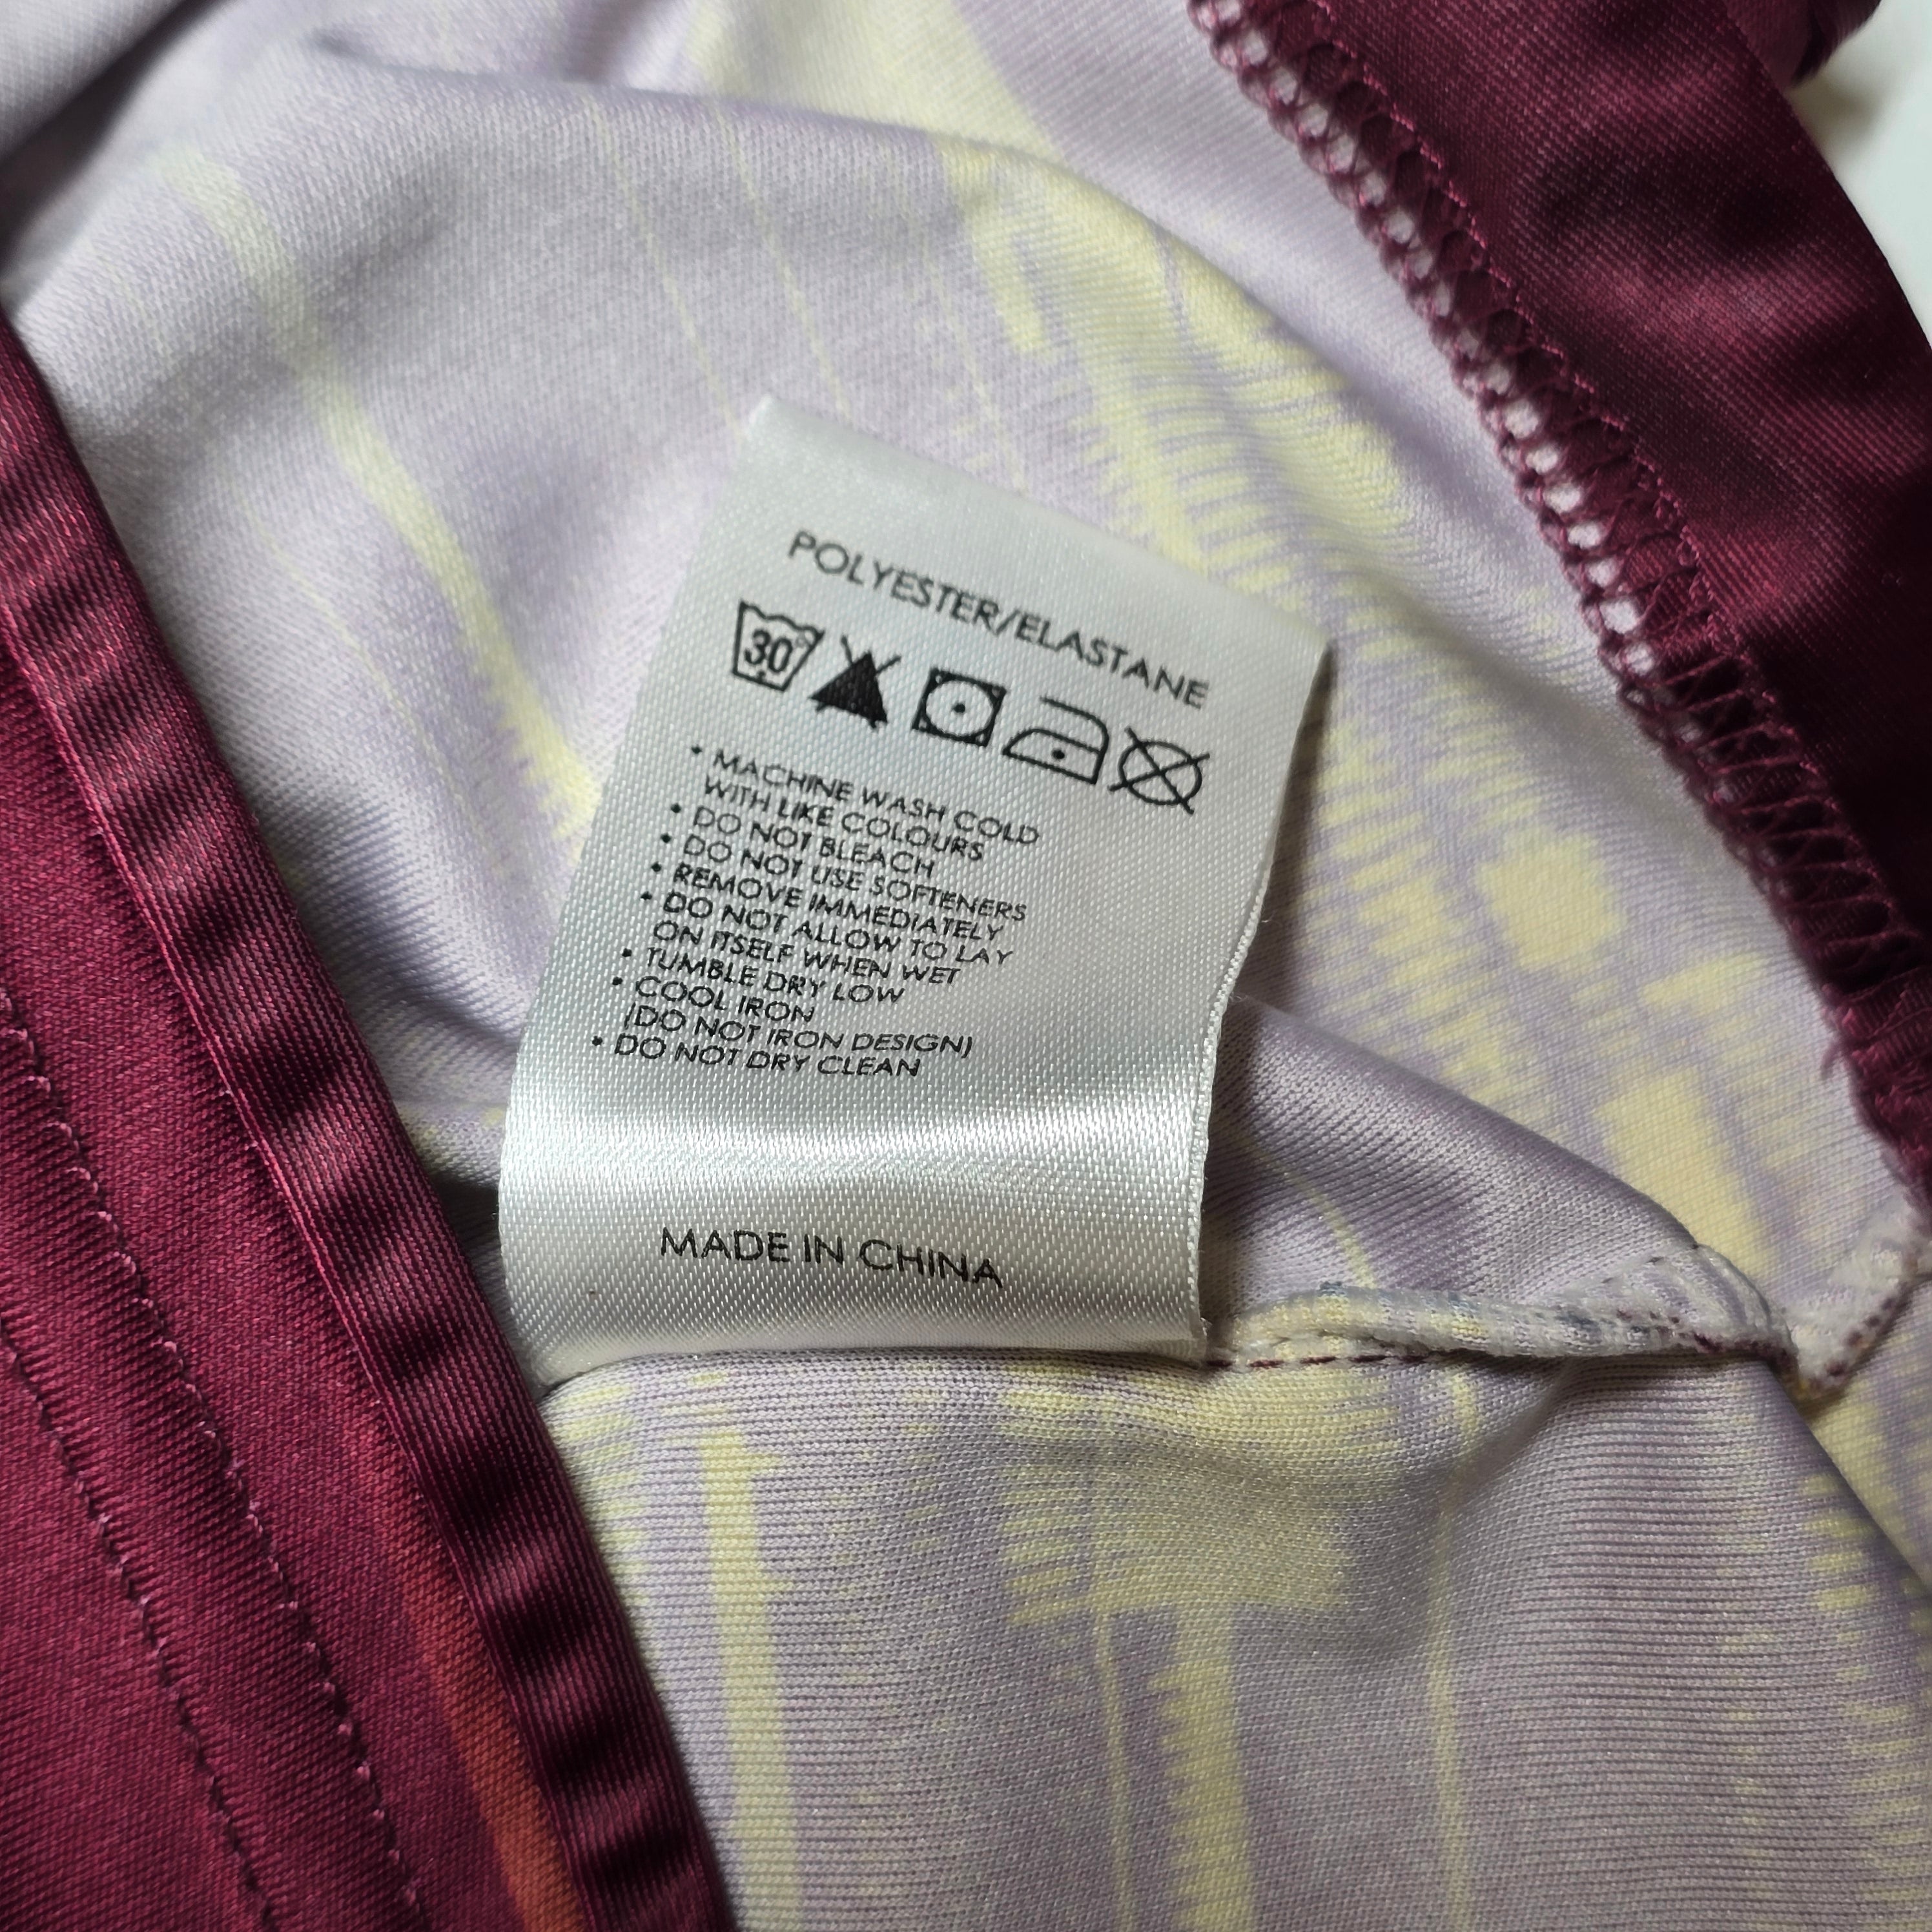 POLYESTER/ELASTANE
30°
• MACHINE WASH COLD
WITH LIKE COLOURS
• DO NOT BLEACH
• DO NOT USE SOFTENERS
• REMOVE IMMEDIATELY
• DO NOT ALLOW TO LAY
ON ITSELF WHEN WET
• TUMBLE DRY LOW
• COOL IRON
(DO NOT IRON DESIGN)
• DO NOT DRY CLEAN
MADE IN CHINA